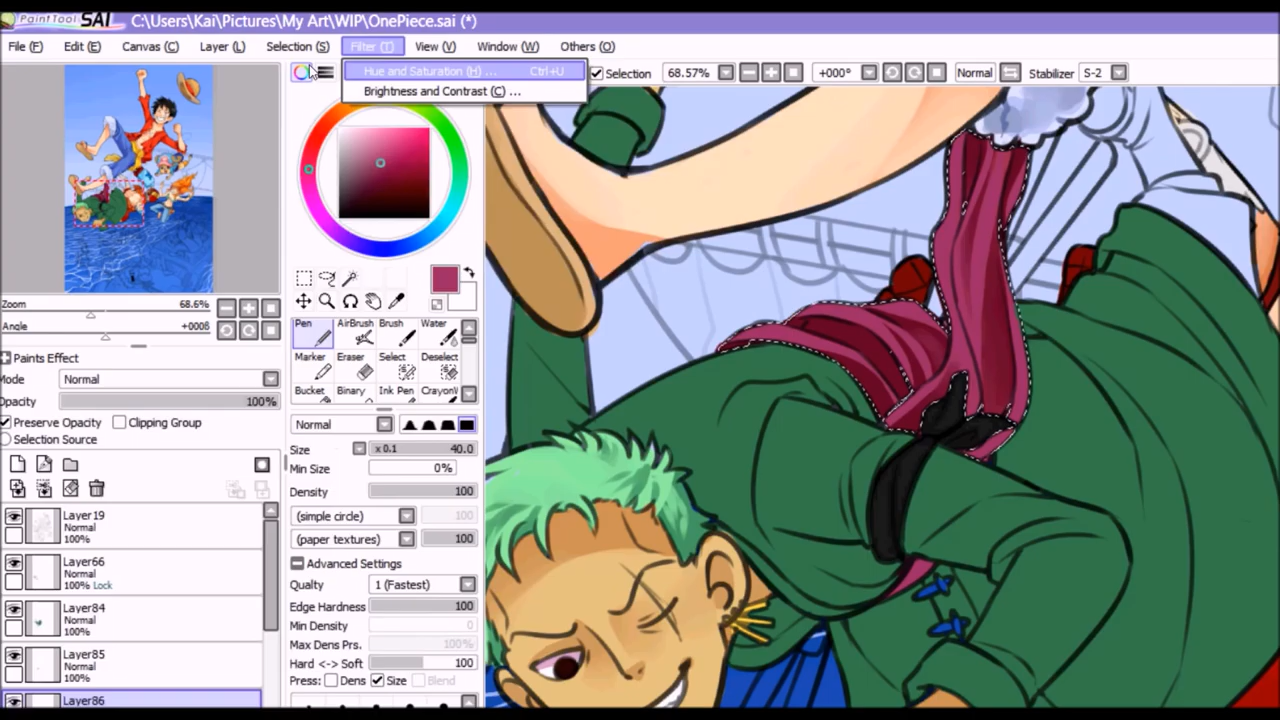 PaintTool SAI C:\Users\Kai\Pictures\My Art\WIP\OnePiece.sai (*)
File (F) Edit (E) Canvas (C) Layer (L) Selection (S) Filter (T) View (V) Window (W) Others (O)
Hue and Saturation (H) ... Ctrl+U
Brightness and Contrast (C) ...
Selection 68.57% +000° Normal Stabilizer S-2
Zoom 68.6%
Angle +000ß
Paints Effect
Mode Normal
Opacity 100%
Preserve Opacity Clipping Group
Selection Source
Layer19
Normal
100%
Layer66
Normal
100% Lock
Layer84
Normal
100%
Layer85
Normal
100%
Layer86
Pen AirBrush Brush Water
Marker Eraser Select Deselect
Bucket Binary Ink Pen CrayonV
Normal
Size x 0.1 40.0
Min Size 0%
Density 100
(simple circle) 100
(paper textures) 100
Advanced Settings
Qualty 1 (Fastest)
Edge Hardness 100
Min Density 0
Max Dens Prs. 100%
Hard <-> Soft 100
Press: Dens Size Blend